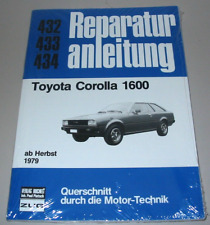 432
433
434
Reparatur
anleitung
Toyota Corolla 1600
ab Herbst
1979
Querschnitt
durch die Motor-Technik